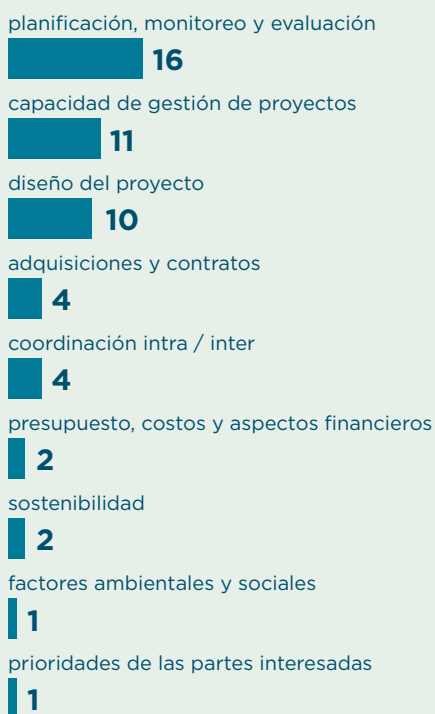 planificación, monitoreo y evaluación
16
capacidad de gestión de proyectos
11
diseño del proyecto
10
adquisiciones y contratos
4
coordinación intra / inter
4
presupuesto, costos y aspectos financieros
2
sostenibilidad
2
factores ambientales y sociales
1
prioridades de las partes interesadas
1